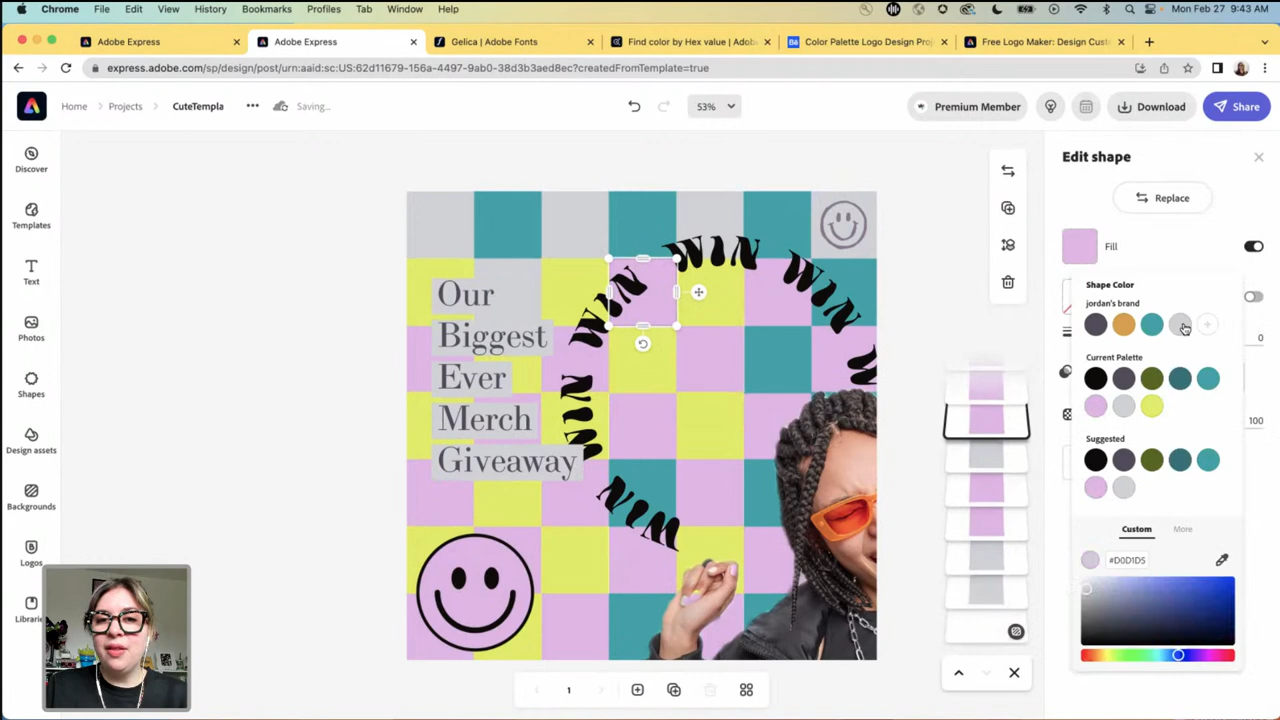 Chrome File Edit View History Bookmarks Profiles Tab Window Help Mon Feb 27 9:43 AM
Adobe Express Adobe Express Gelica | Adobe Fonts Find color by Hex value | Adob Color Palette Logo Design Proj Free Logo Maker: Design Cust
express.adobe.com/sp/design/post/urn:aaid:sc:US:62d11679-156a-4497-9ab0-38d3b3aed8ec?createdFromTemplate=true
Home Projects CuteTempla Saving... 53% Premium Member Download Share
Discover
Templates
Text
Photos
Shapes
Design assets
Backgrounds
Logos
Librarie
Our
Biggest
Ever
Merch
Giveaway
WIN WIN WIN WIN WIN WIN W
1
Edit shape
Replace
Fill
Shape Color
jordan's brand
0
Current Palette
100
Suggested
Custom More
#D0D1D5